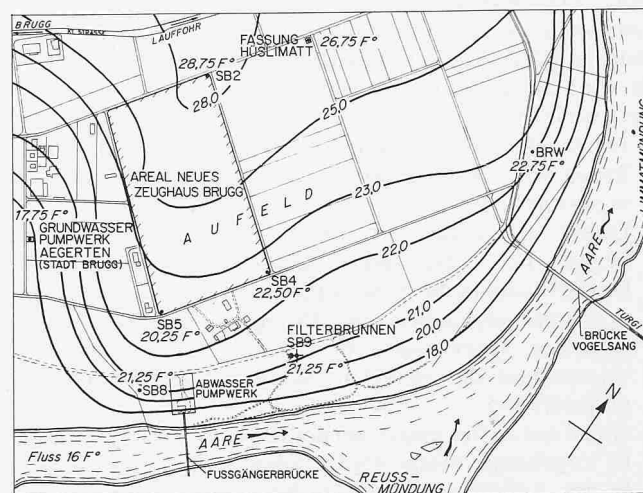 BRUGG
KT. STRASSE
LAUFFOHR
FASSUNG
HÜSLIMATT
26,75 F°
28,75 F°
SB2
28,0
25,0
BRW
22,75 F°
LIMATMÜNDUNG
AREAL NEUES
ZEUGHAUS BRUGG
AUFELD
23,0
17,75 F°
GRUNDWASSER
PUMPWERK
AEGERTEN
(STADT BRUGG)
22,0
AARE
SB4
22,50 F°
SB5
20,25 F°
21,0
20,0
18,0
TURGI
FILTERBRUNNEN
SB9
21,25 F°
BRÜCKE
VOGELSANG
21,25 F°
SB8
ABWASSER
PUMPWERK
N
AARE
Fluss 16 F°
FUSSGÄNGERBRÜCKE
REUSS-
MÜNDUNG